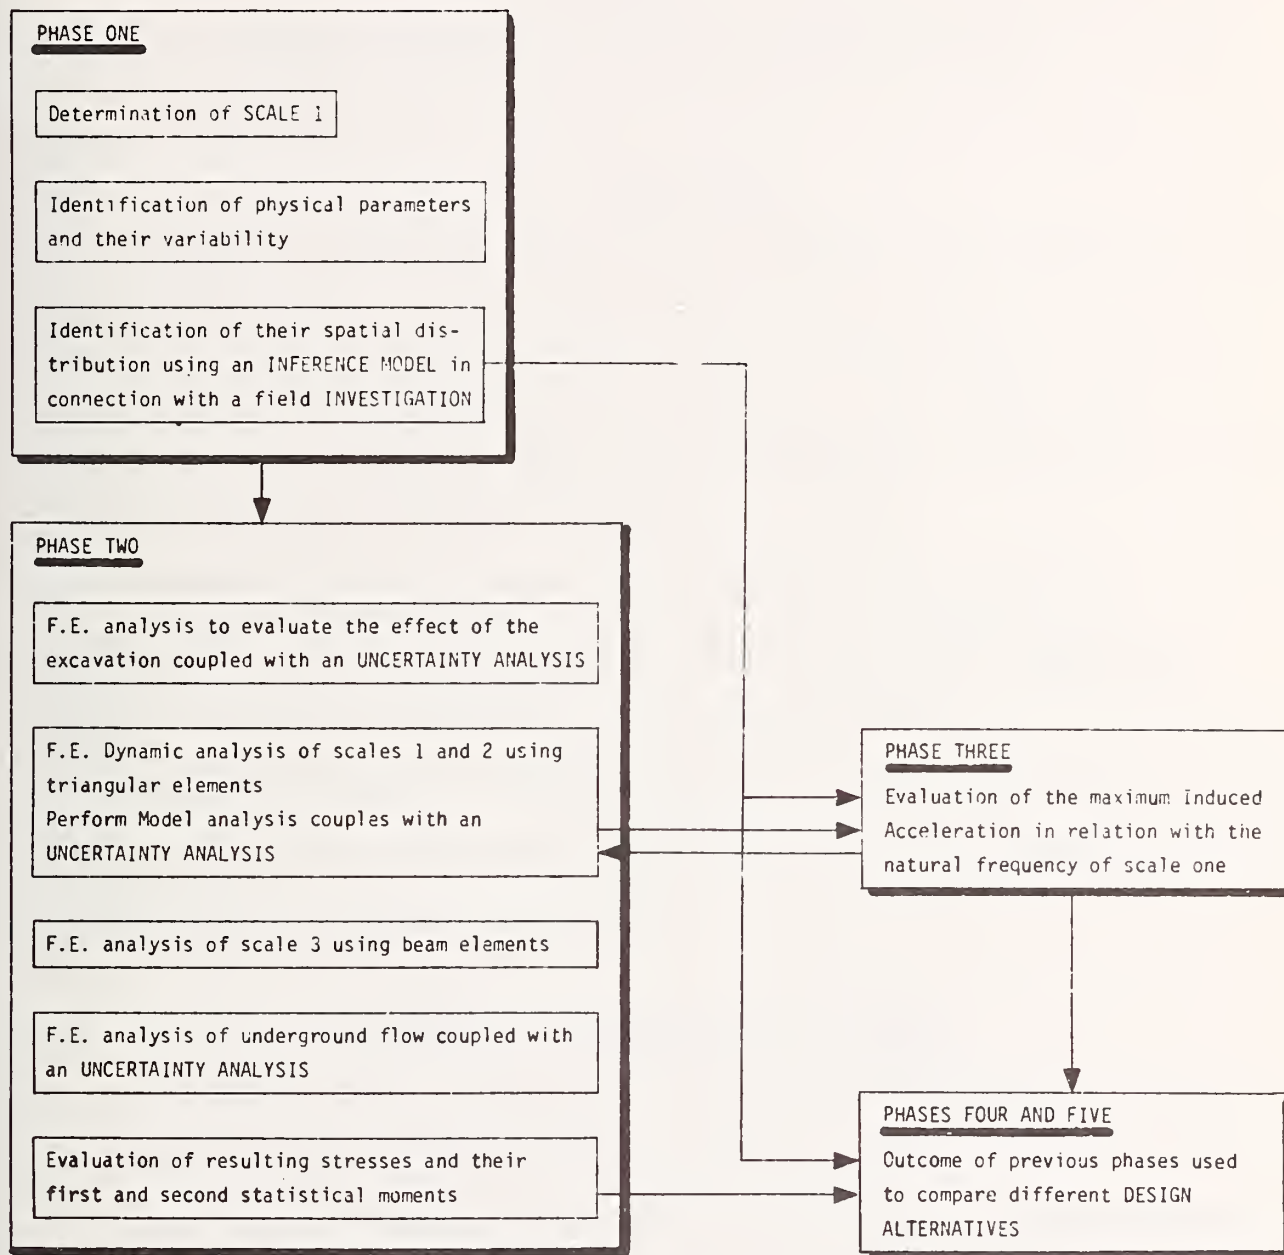 PHASE ONE
Determination of SCALE 1
Identification of physical parameters
and their variability
Identification of their spatial dis-
tribution using an INFERENCE MODEL in
connection with a field INVESTIGATION
PHASE TWO
F.E. analysis to evaluate the effect of the
excavation coupled with an UNCERTAINTY ANALYSIS
F.E. Dynamic analysis of scales 1 and 2 using
triangular elements
Perform Model analysis couples with an
UNCERTAINTY ANALYSIS
F.E. analysis of scale 3 using beam elements
F.E. analysis of underground flow coupled with
an UNCERTAINTY ANALYSIS
Evaluation of resulting stresses and their
first and second statistical moments
PHASE THREE
Evaluation of the maximum Induced
Acceleration in relation with the
natural frequency of scale one
PHASES FOUR AND FIVE
Outcome of previous phases used
to compare different DESIGN
ALTERNATIVES